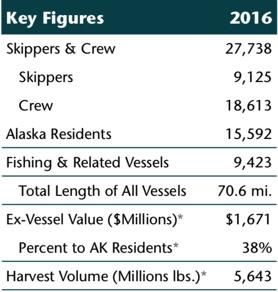 Key Figures 2016
Skippers & Crew 27,738
Skippers 9,125
Crew 18,613
Alaska Residents 15,592
Fishing & Related Vessels 9,423
Total Length of All Vessels 70.6 mi.
Ex-Vessel Value ($Millions)* $1,671
Percent to AK Residents* 38%
Harvest Volume (Millions lbs.)* 5,643